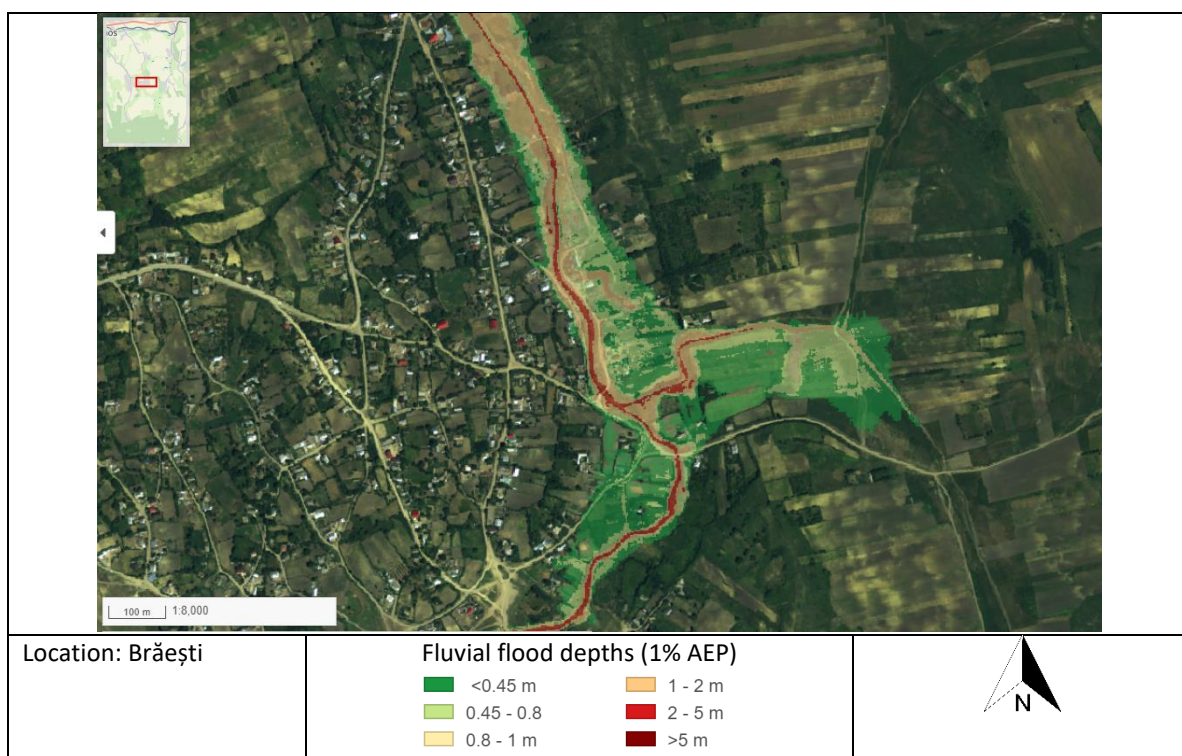 ios
100 m 1:8,000
Location: Brăești
Fluvial flood depths (1% AEP)
<0.45 m
0.45 - 0.8
0.8 - 1 m
1 - 2 m
2 - 5 m
>5 m
N